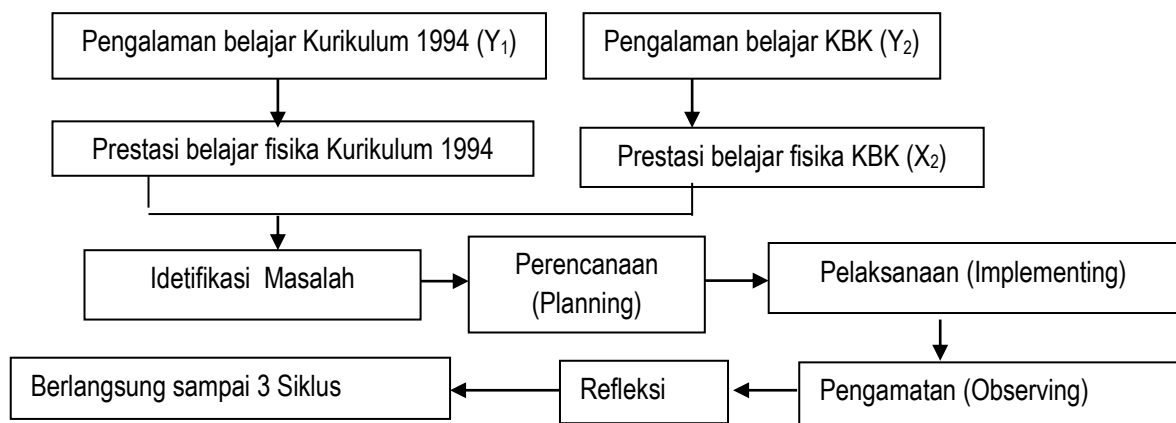 Pengalaman belajar Kurikulum 1994 (Y₁)
Pengalaman belajar KBK (Y₂)
Prestasi belajar fisika Kurikulum 1994
Prestasi belajar fisika KBK (X₂)
Idetifikasi Masalah
Perencanaan
(Planning)
Pelaksanaan (Implementing)
Berlangsung sampai 3 Siklus
Refleksi
Pengamatan (Observing)